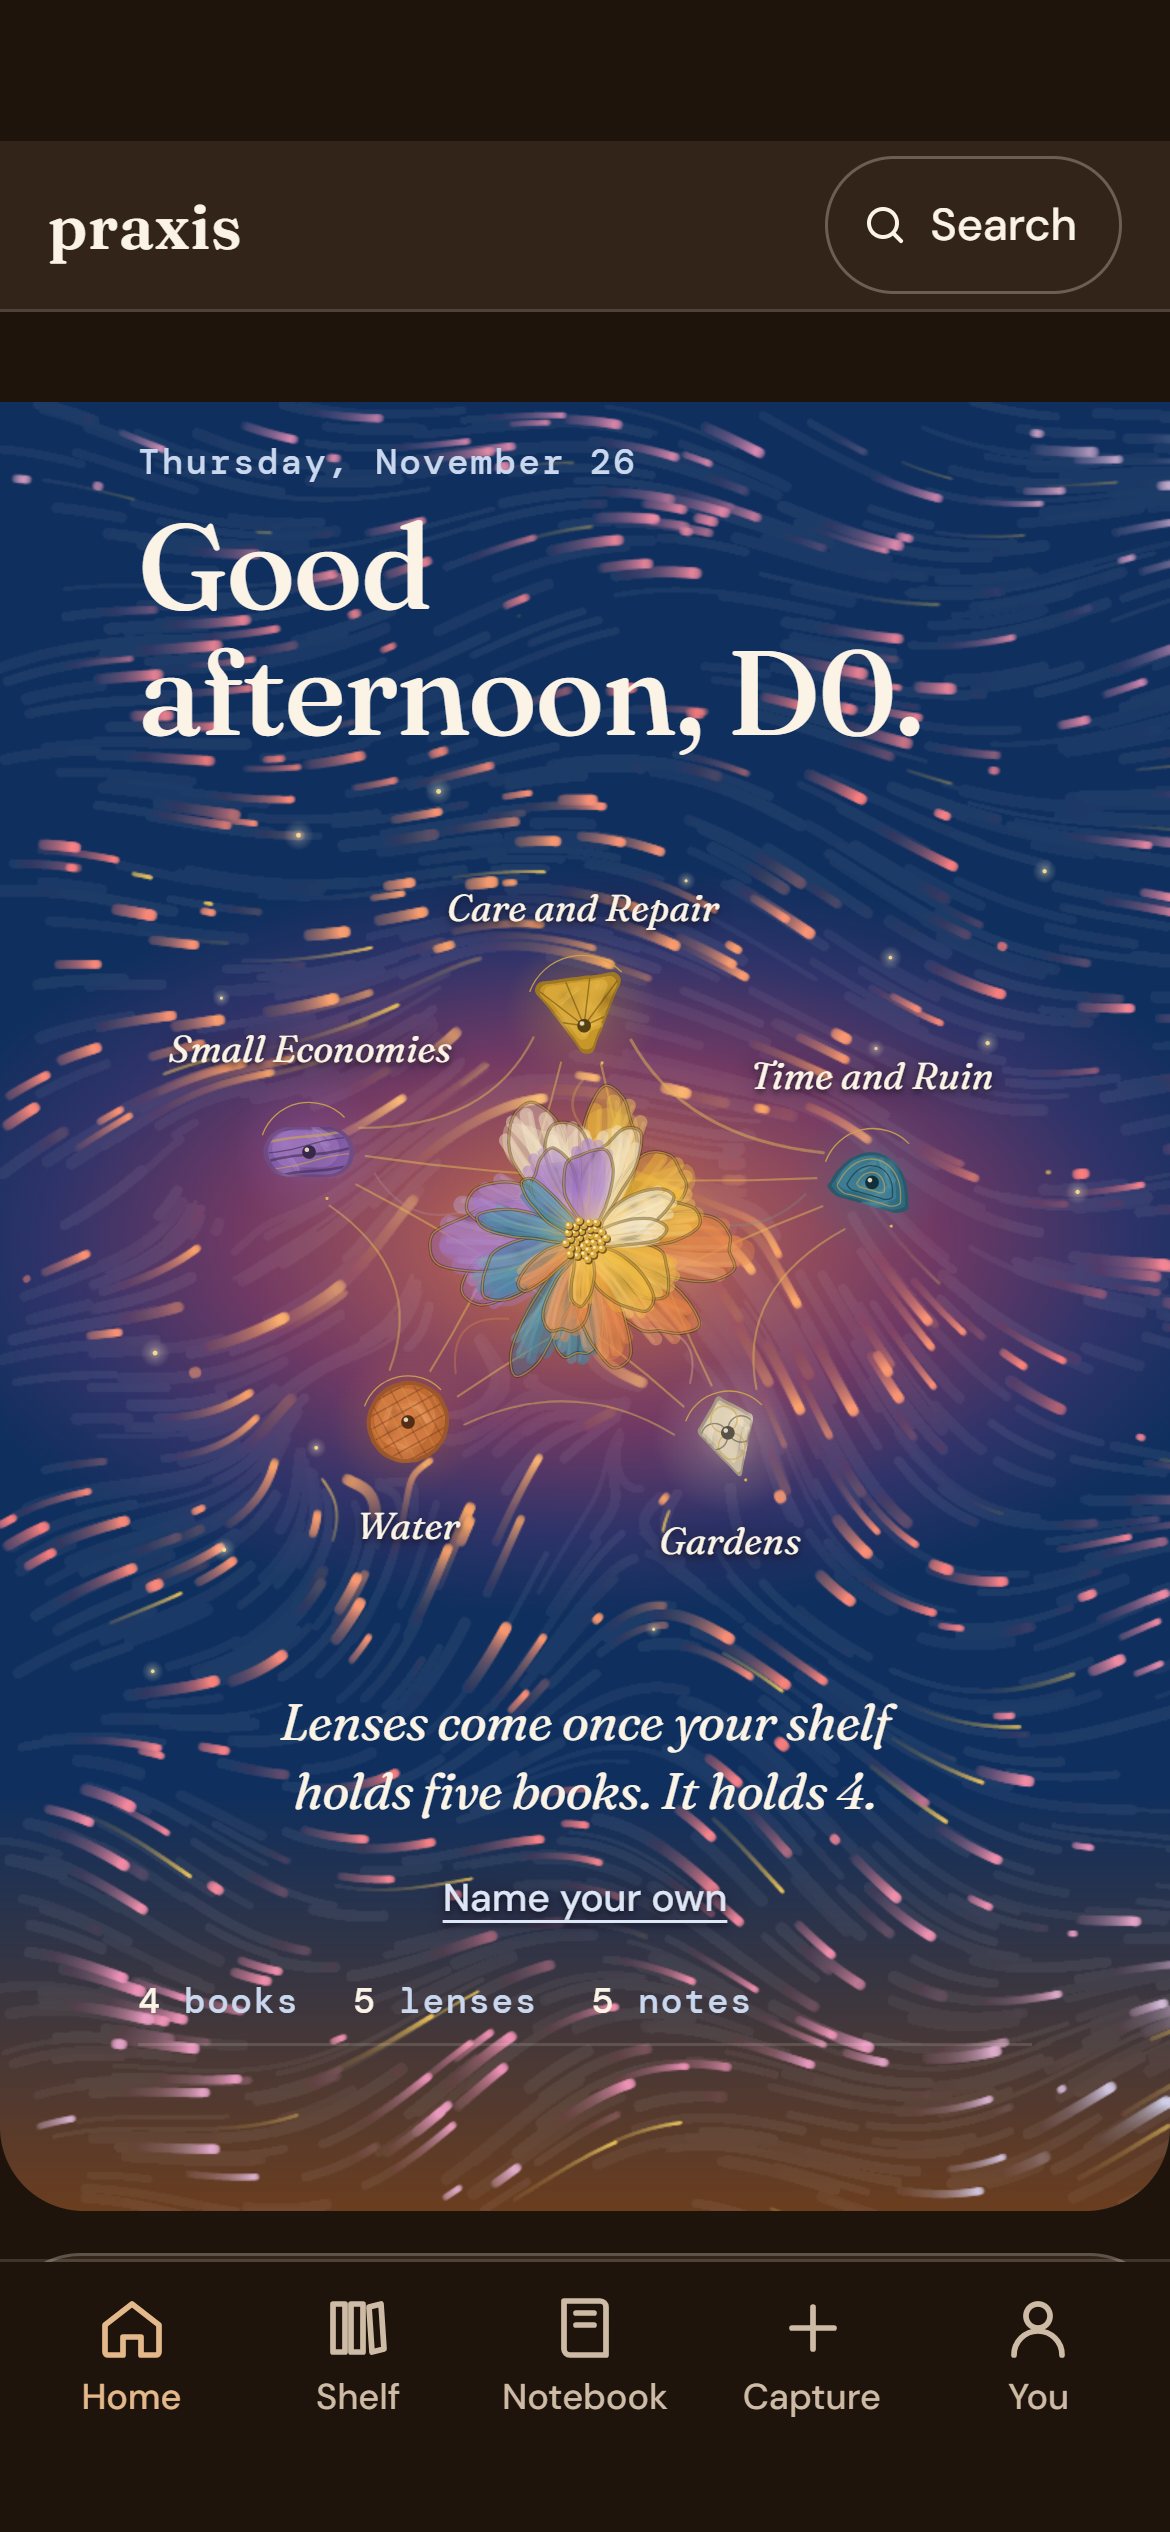 praxis
Search
Thursday, November 26
Good
afternoon, D0.
Care and Repair
Small Economies
Time and Ruin
Water
Gardens
Lenses come once your shelf
holds five books. It holds 4.
Name your own
4 books 5 lenses 5 notes
Home Shelf Notebook Capture You